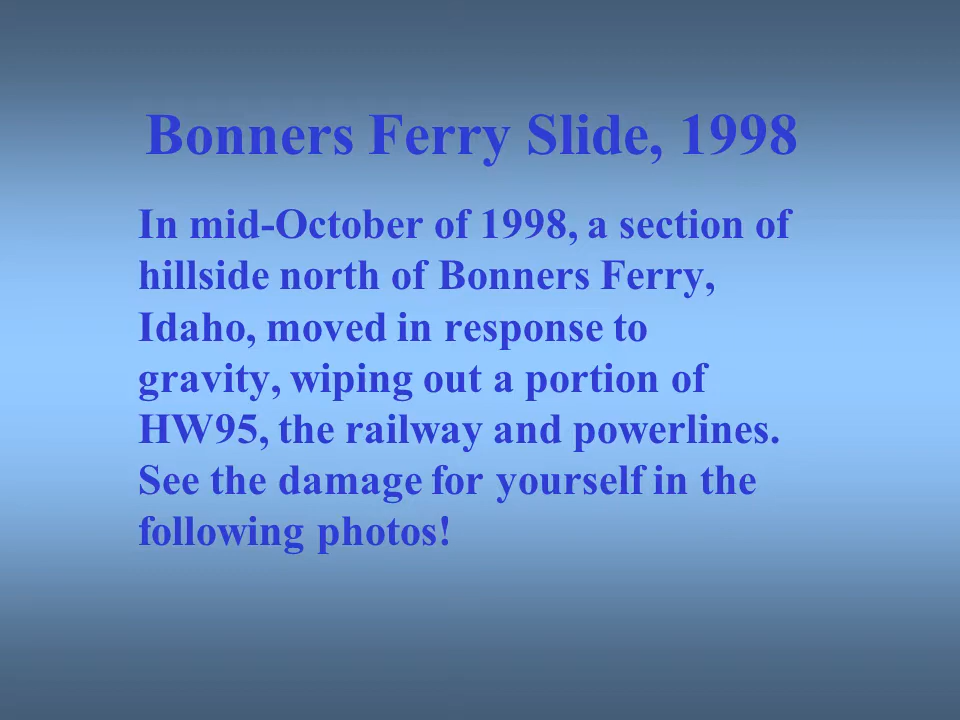 Bonners Ferry Slide, 1998
In mid-October of 1998, a section of
hillside north of Bonners Ferry,
Idaho, moved in response to
gravity, wiping out a portion of
HW95, the railway and powerlines.
See the damage for yourself in the
following photos!